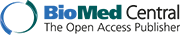 BioMed Central
The Open Access Publisher